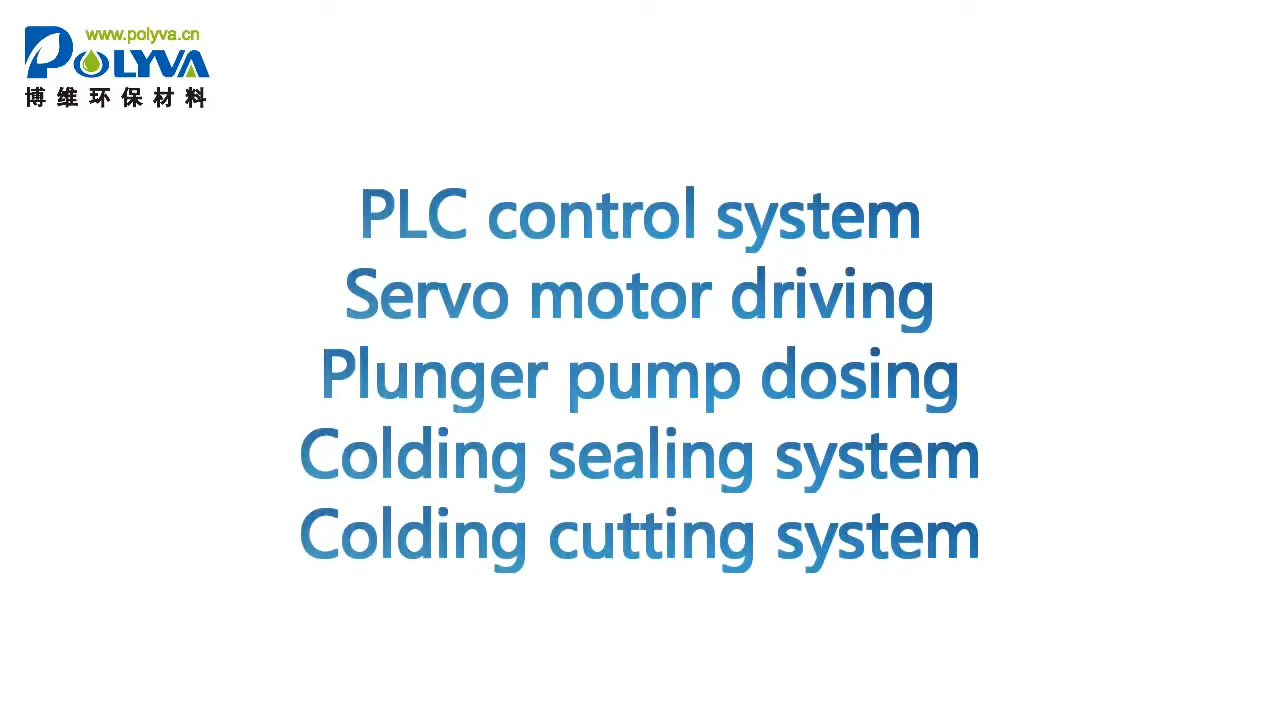 www.polyva.cn
POLYVA
博维环保材料
PLC control system
Servo motor driving
Plunger pump dosing
Colding sealing system
Colding cutting system